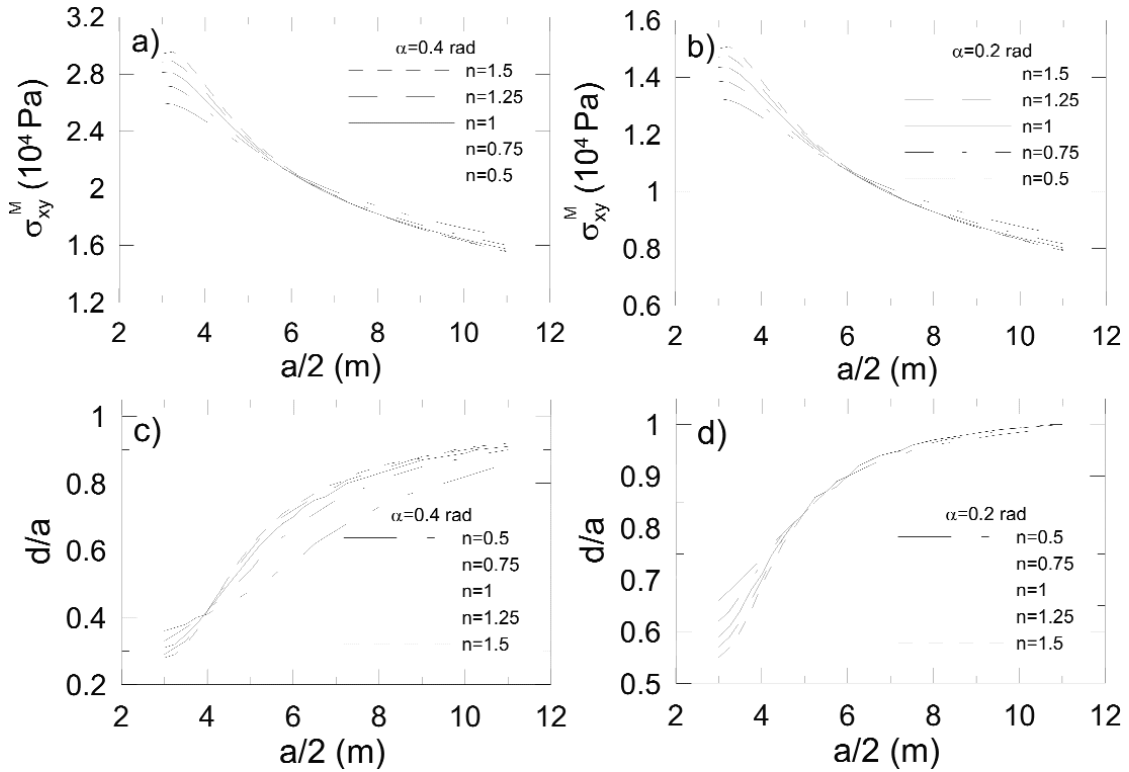 a)
α=0.4 rad
n=1.5
n=1.25
n=1
n=0.75
n=0.5
σxyM (10⁴ Pa)
3.2
2.8
2.4
2
1.6
1.2
2 4 6 8 10 12
a/2 (m)
b)
α=0.2 rad
n=1.5
n=1.25
n=1
n=0.75
n=0.5
σxyM (10⁴ Pa)
1.6
1.4
1.2
1
0.8
0.6
2 4 6 8 10 12
a/2 (m)
c)
α=0.4 rad
n=0.5
n=0.75
n=1
n=1.25
n=1.5
d/a
1
0.8
0.6
0.4
0.2
2 4 6 8 10 12
a/2 (m)
d)
α=0.2 rad
n=0.5
n=0.75
n=1
n=1.25
n=1.5
d/a
1
0.9
0.8
0.7
0.6
0.5
2 4 6 8 10 12
a/2 (m)